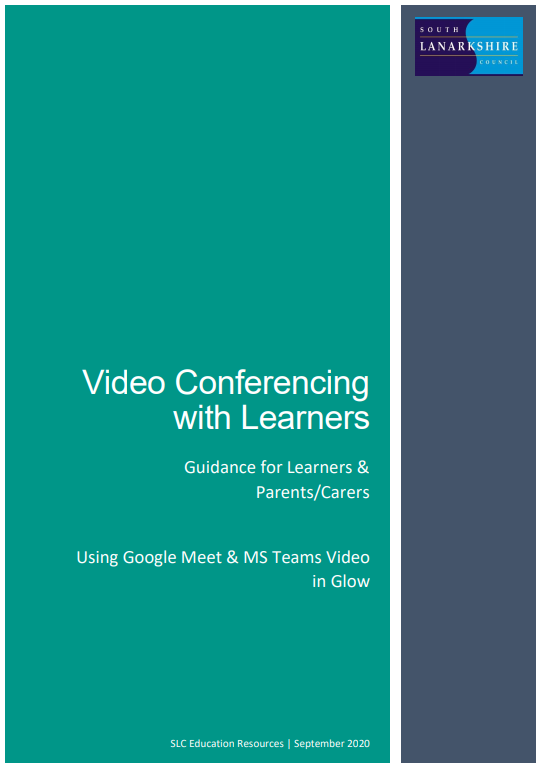 SOUTH
LANARKSHIRE
COUNCIL
Video Conferencing
with Learners
Guidance for Learners &
Parents/Carers
Using Google Meet & MS Teams Video
in Glow
SLC Education Resources | September 2020